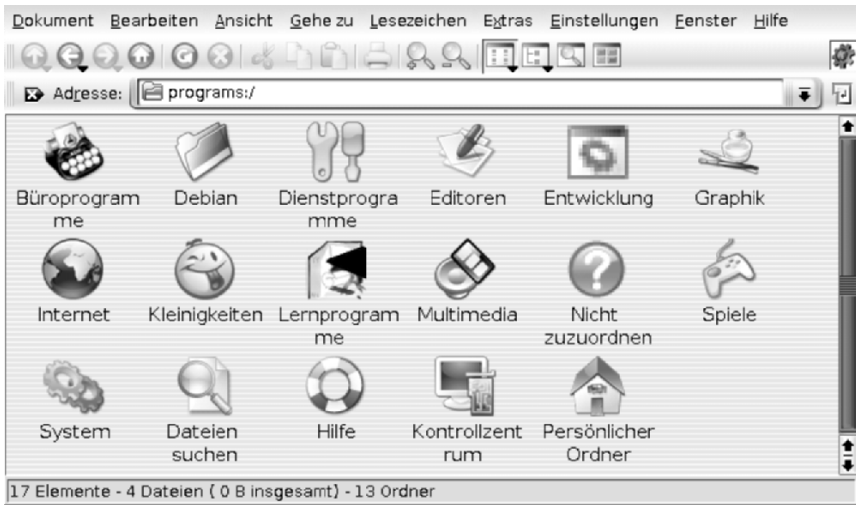 Dokument Bearbeiten Ansicht Gehe zu Lesezeichen Extras Einstellungen Fenster Hilfe
Adresse: programs:/
Büroprogram
me
Debian
Dienstprogra
mme
Editoren
Entwicklung
Graphik
Internet
Kleinigkeiten
Lernprogram
me
Multimedia
Nicht
zuzuordnen
Spiele
System
Dateien
suchen
Hilfe
Kontrollzent
rum
Persönlicher
Ordner
17 Elemente - 4 Dateien ( 0 B insgesamt) - 13 Ordner